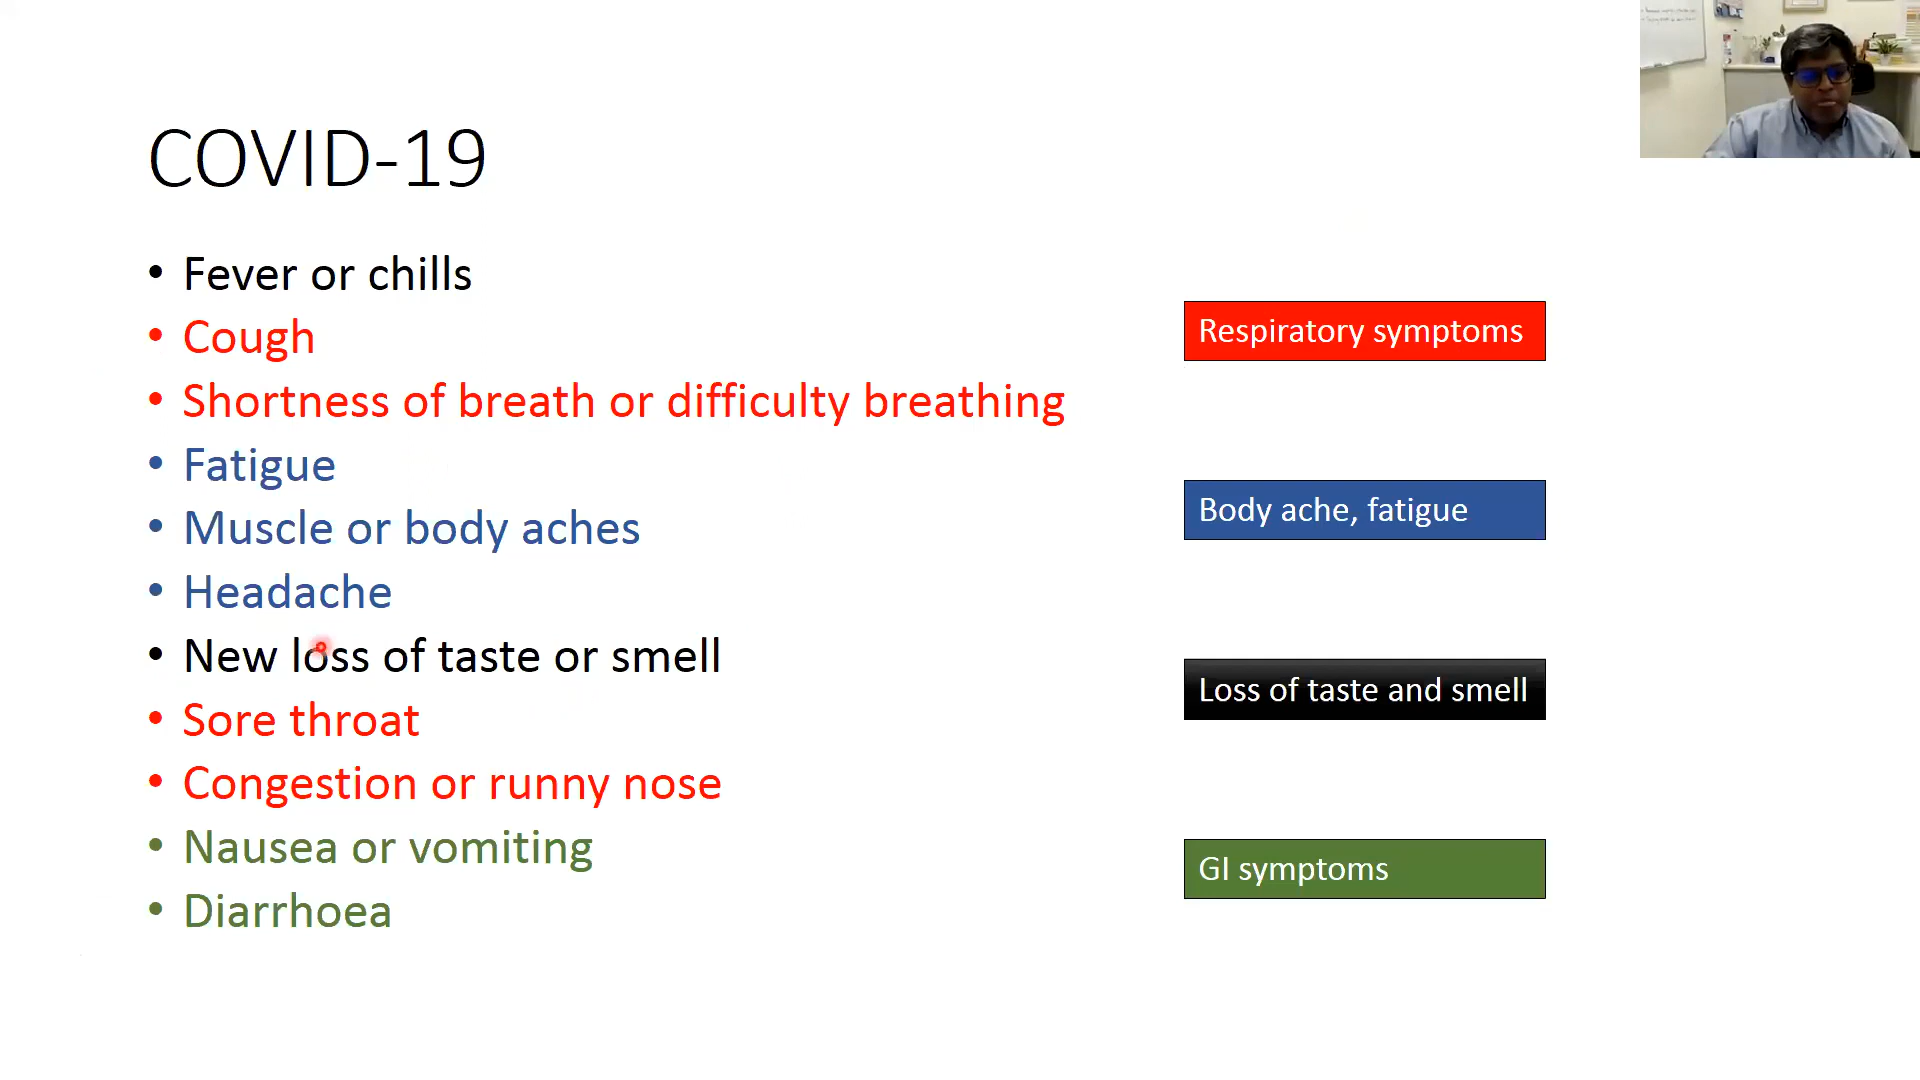 COVID-19
• Fever or chills
• Cough
• Shortness of breath or difficulty breathing
• Fatigue
• Muscle or body aches
• Headache
• New loss of taste or smell
• Sore throat
• Congestion or runny nose
• Nausea or vomiting
• Diarrhoea
Respiratory symptoms
Body ache, fatigue
Loss of taste and smell
GI symptoms